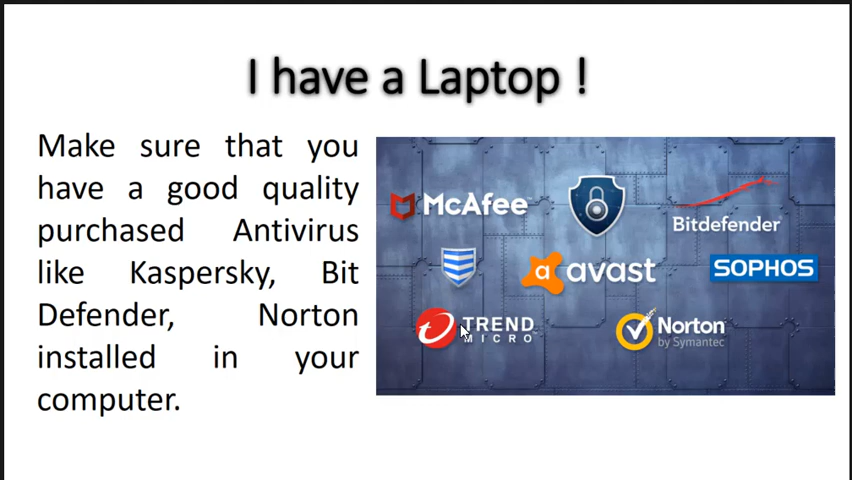 I have a Laptop !
Make sure that you
have a good quality
purchased Antivirus
like Kaspersky, Bit
Defender, Norton
installed in your
computer.
McAfee
Bitdefender
a avast
SOPHOS
TREND
MICRO
Norton
by Symantec